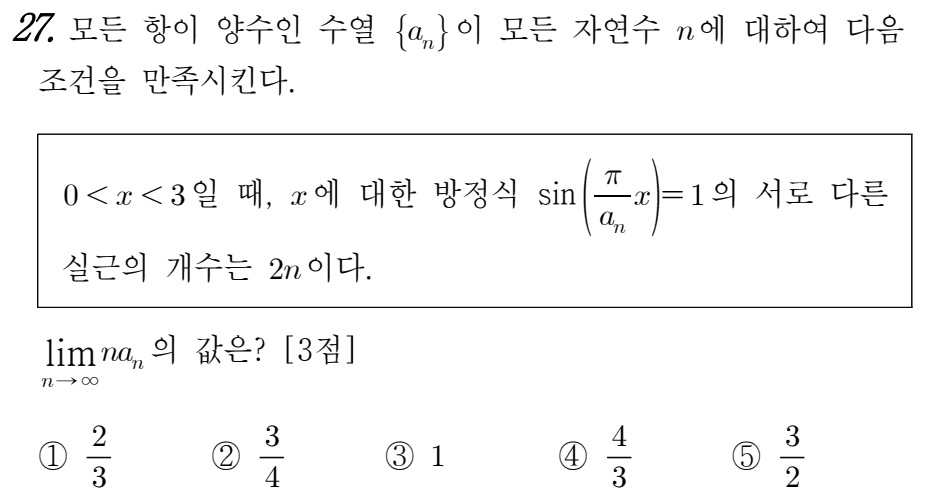 27. 모든 항이 양수인 수열 {aₙ}이 모든 자연수 n에 대하여 다음
조건을 만족시킨다.
0<x<3일 때, x에 대한 방정식 sin(π/aₙ x)=1의 서로 다른
실근의 개수는 2n이다.
lim n→∞ naₙ의 값은? [3점]
① 2/3 ② 3/4 ③ 1 ④ 4/3 ⑤ 3/2